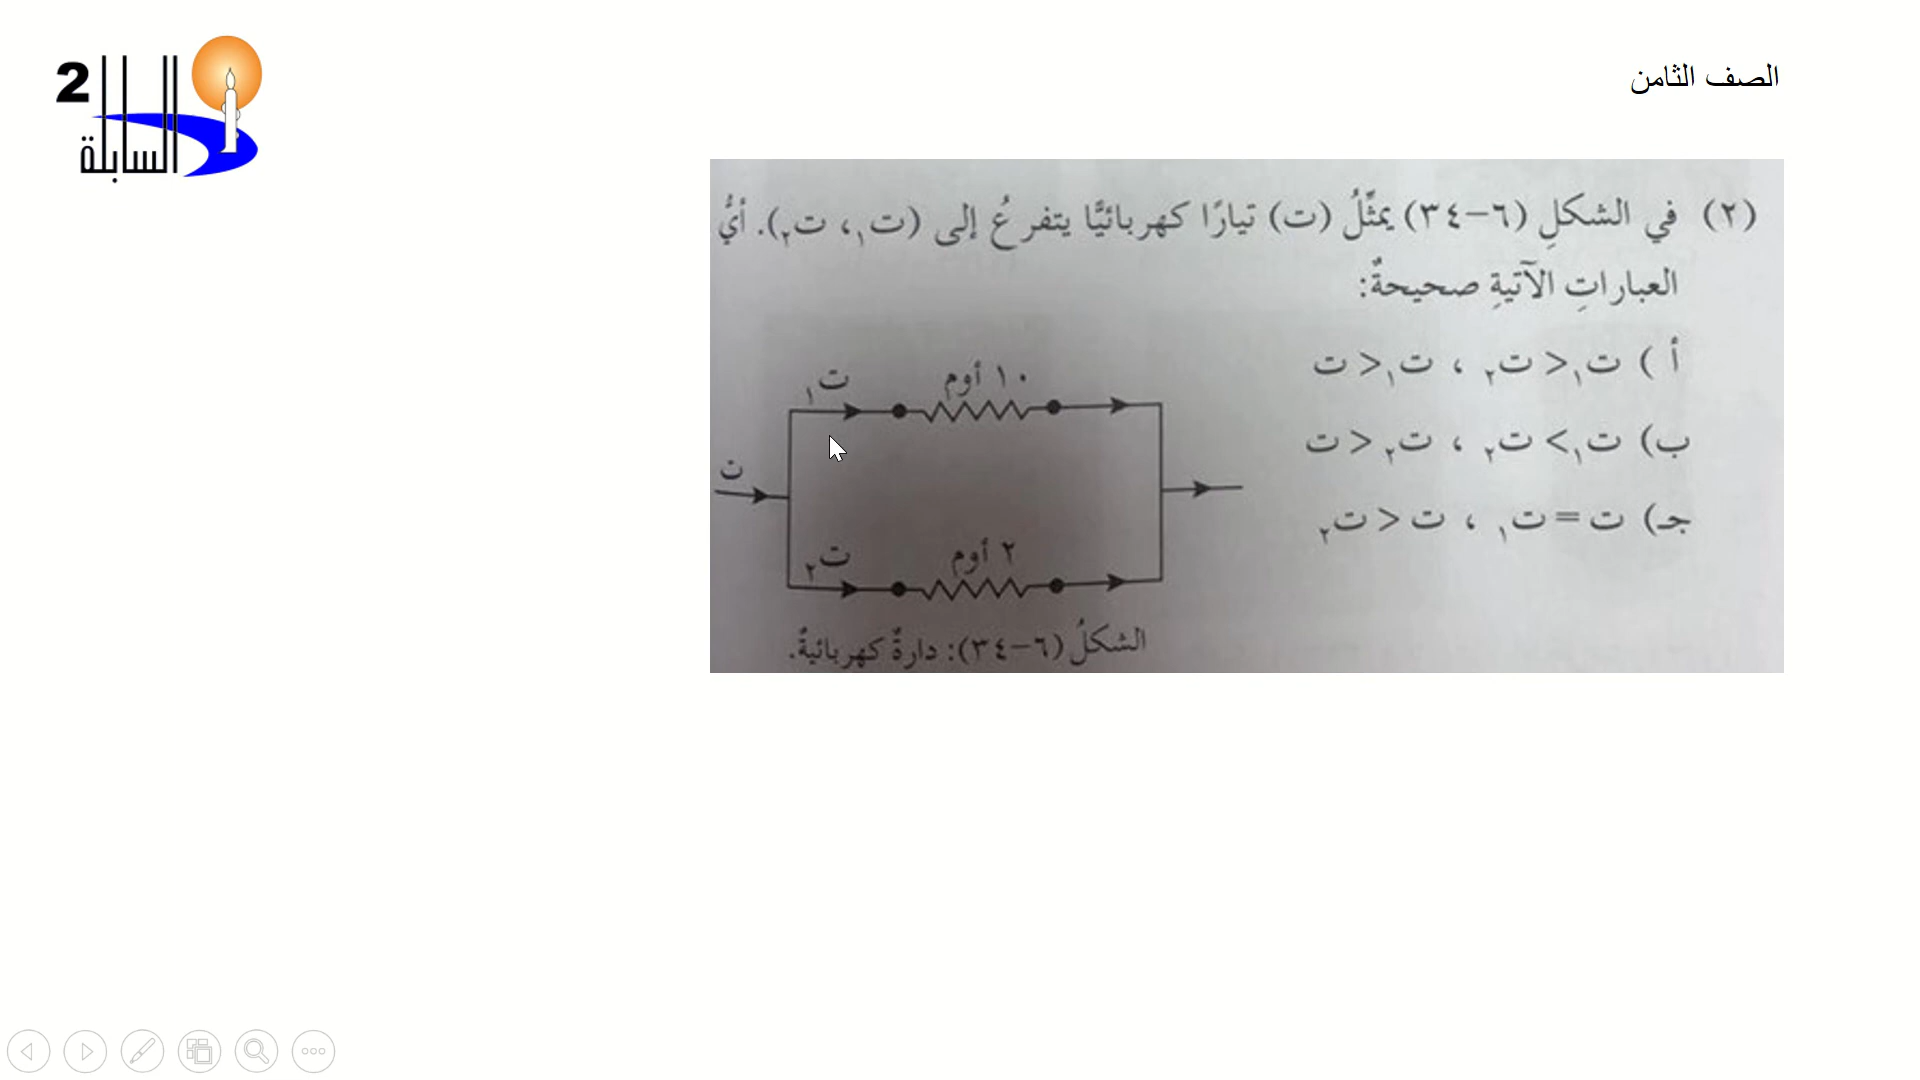 الصف الثامن
2
السابلة
(٢) في الشكلِ (٦-٣٤) يمثِّلُ (ت) تيارًا كهربائيًّا يتفرعُ إلى (ت١، ت٢). أيُّ
العباراتِ الآتيةِ صحيحةٌ:
أ ) ت١ < ت٢ ، ت١ < ت
ب) ت١ > ت٢ ، ت٢ < ت
جـ) ت = ت١ ، ت < ت٢
ت١
١٠ أوم
ت
ت٢
٢ أوم
الشكلُ (٦-٣٤): دارةٌ كهربائيةٌ.